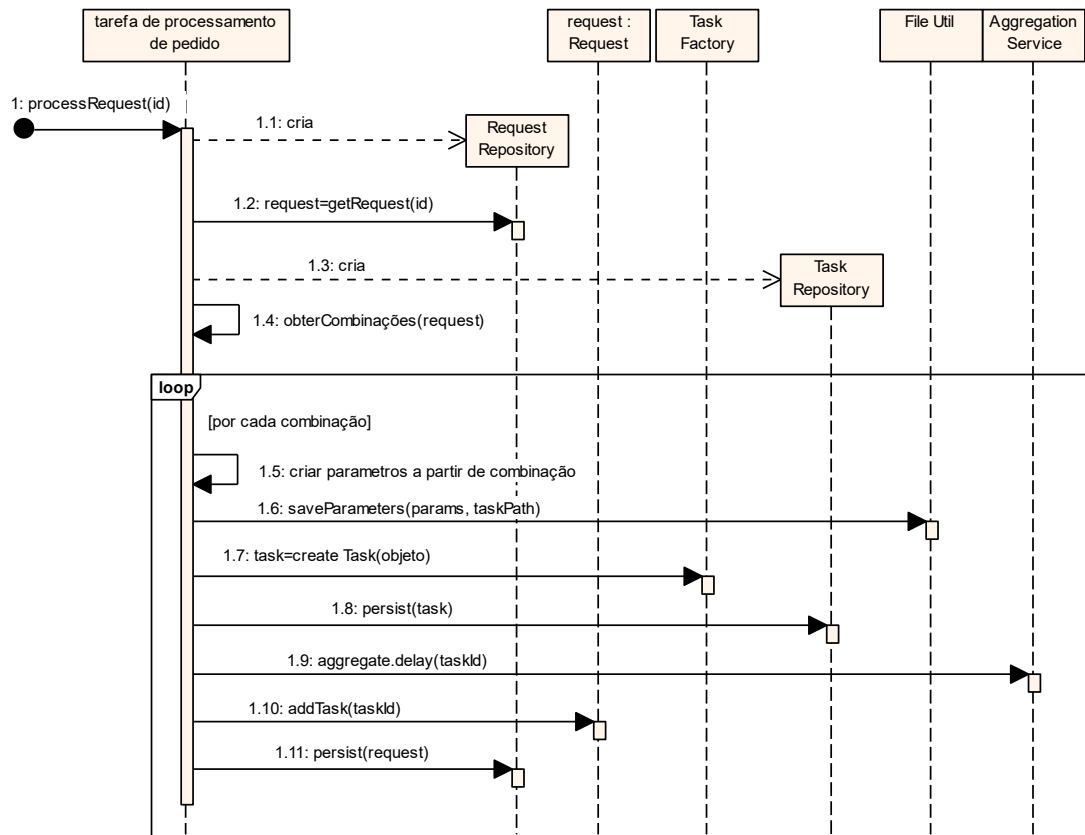 tarefa de processamento
de pedido
request :
Request
Task
Factory
File Util
Aggregation
Service
1: processRequest(id)
1.1: cria
Request
Repository
1.2: request=getRequest(id)
1.3: cria
Task
Repository
1.4: obterCombinações(request)
loop
[por cada combinação]
1.5: criar parametros a partir de combinação
1.6: saveParameters(params, taskPath)
1.7: task=create Task(objeto)
1.8: persist(task)
1.9: aggregate.delay(taskId)
1.10: addTask(taskId)
1.11: persist(request)